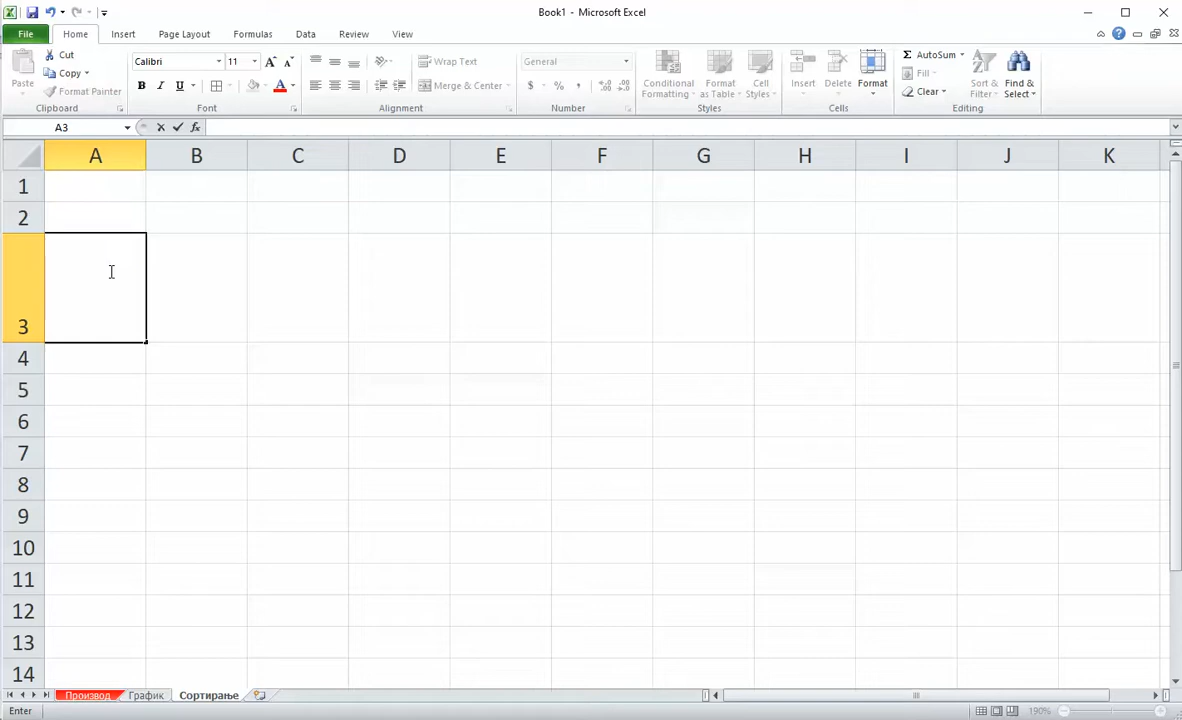 Book1 - Microsoft Excel
File Home Insert Page Layout Formulas Data Review View
Paste
Cut
Copy
Format Painter
Clipboard
Calibri 11
B I U A
Font
Wrap Text
Merge & Center
Alignment
General
$ % ,
Number
Conditional Formatting
Format as Table
Cell Styles
Styles
Insert
Delete
Format
Cells
Σ AutoSum
Fill
Clear
Sort & Filter
Find & Select
Editing
A3 fx
A B C D E F G H I J K
1
2
3
4
5
6
7
8
9
10
11
12
13
14
Производ График Сортирање
Enter 190%